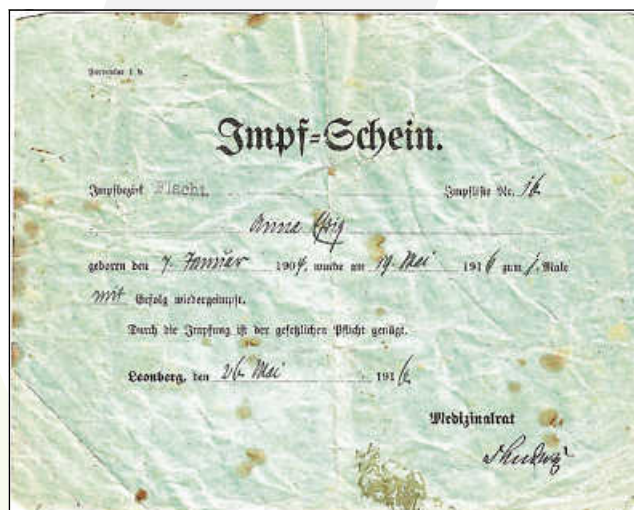 Formular I b.
Impf=Schein.
Impfbezirk Flacht. Impfliste Nr. 16
Anna
geboren den 7. Januar 1904, wurde am 19. Mai 1916 zum 1. Male
mit Erfolg wiedergeimpft.
Durch die Impfung ist der gesetzlichen Pflicht genügt.
Leonberg, den 26. Mai 1916
Medizinalrat